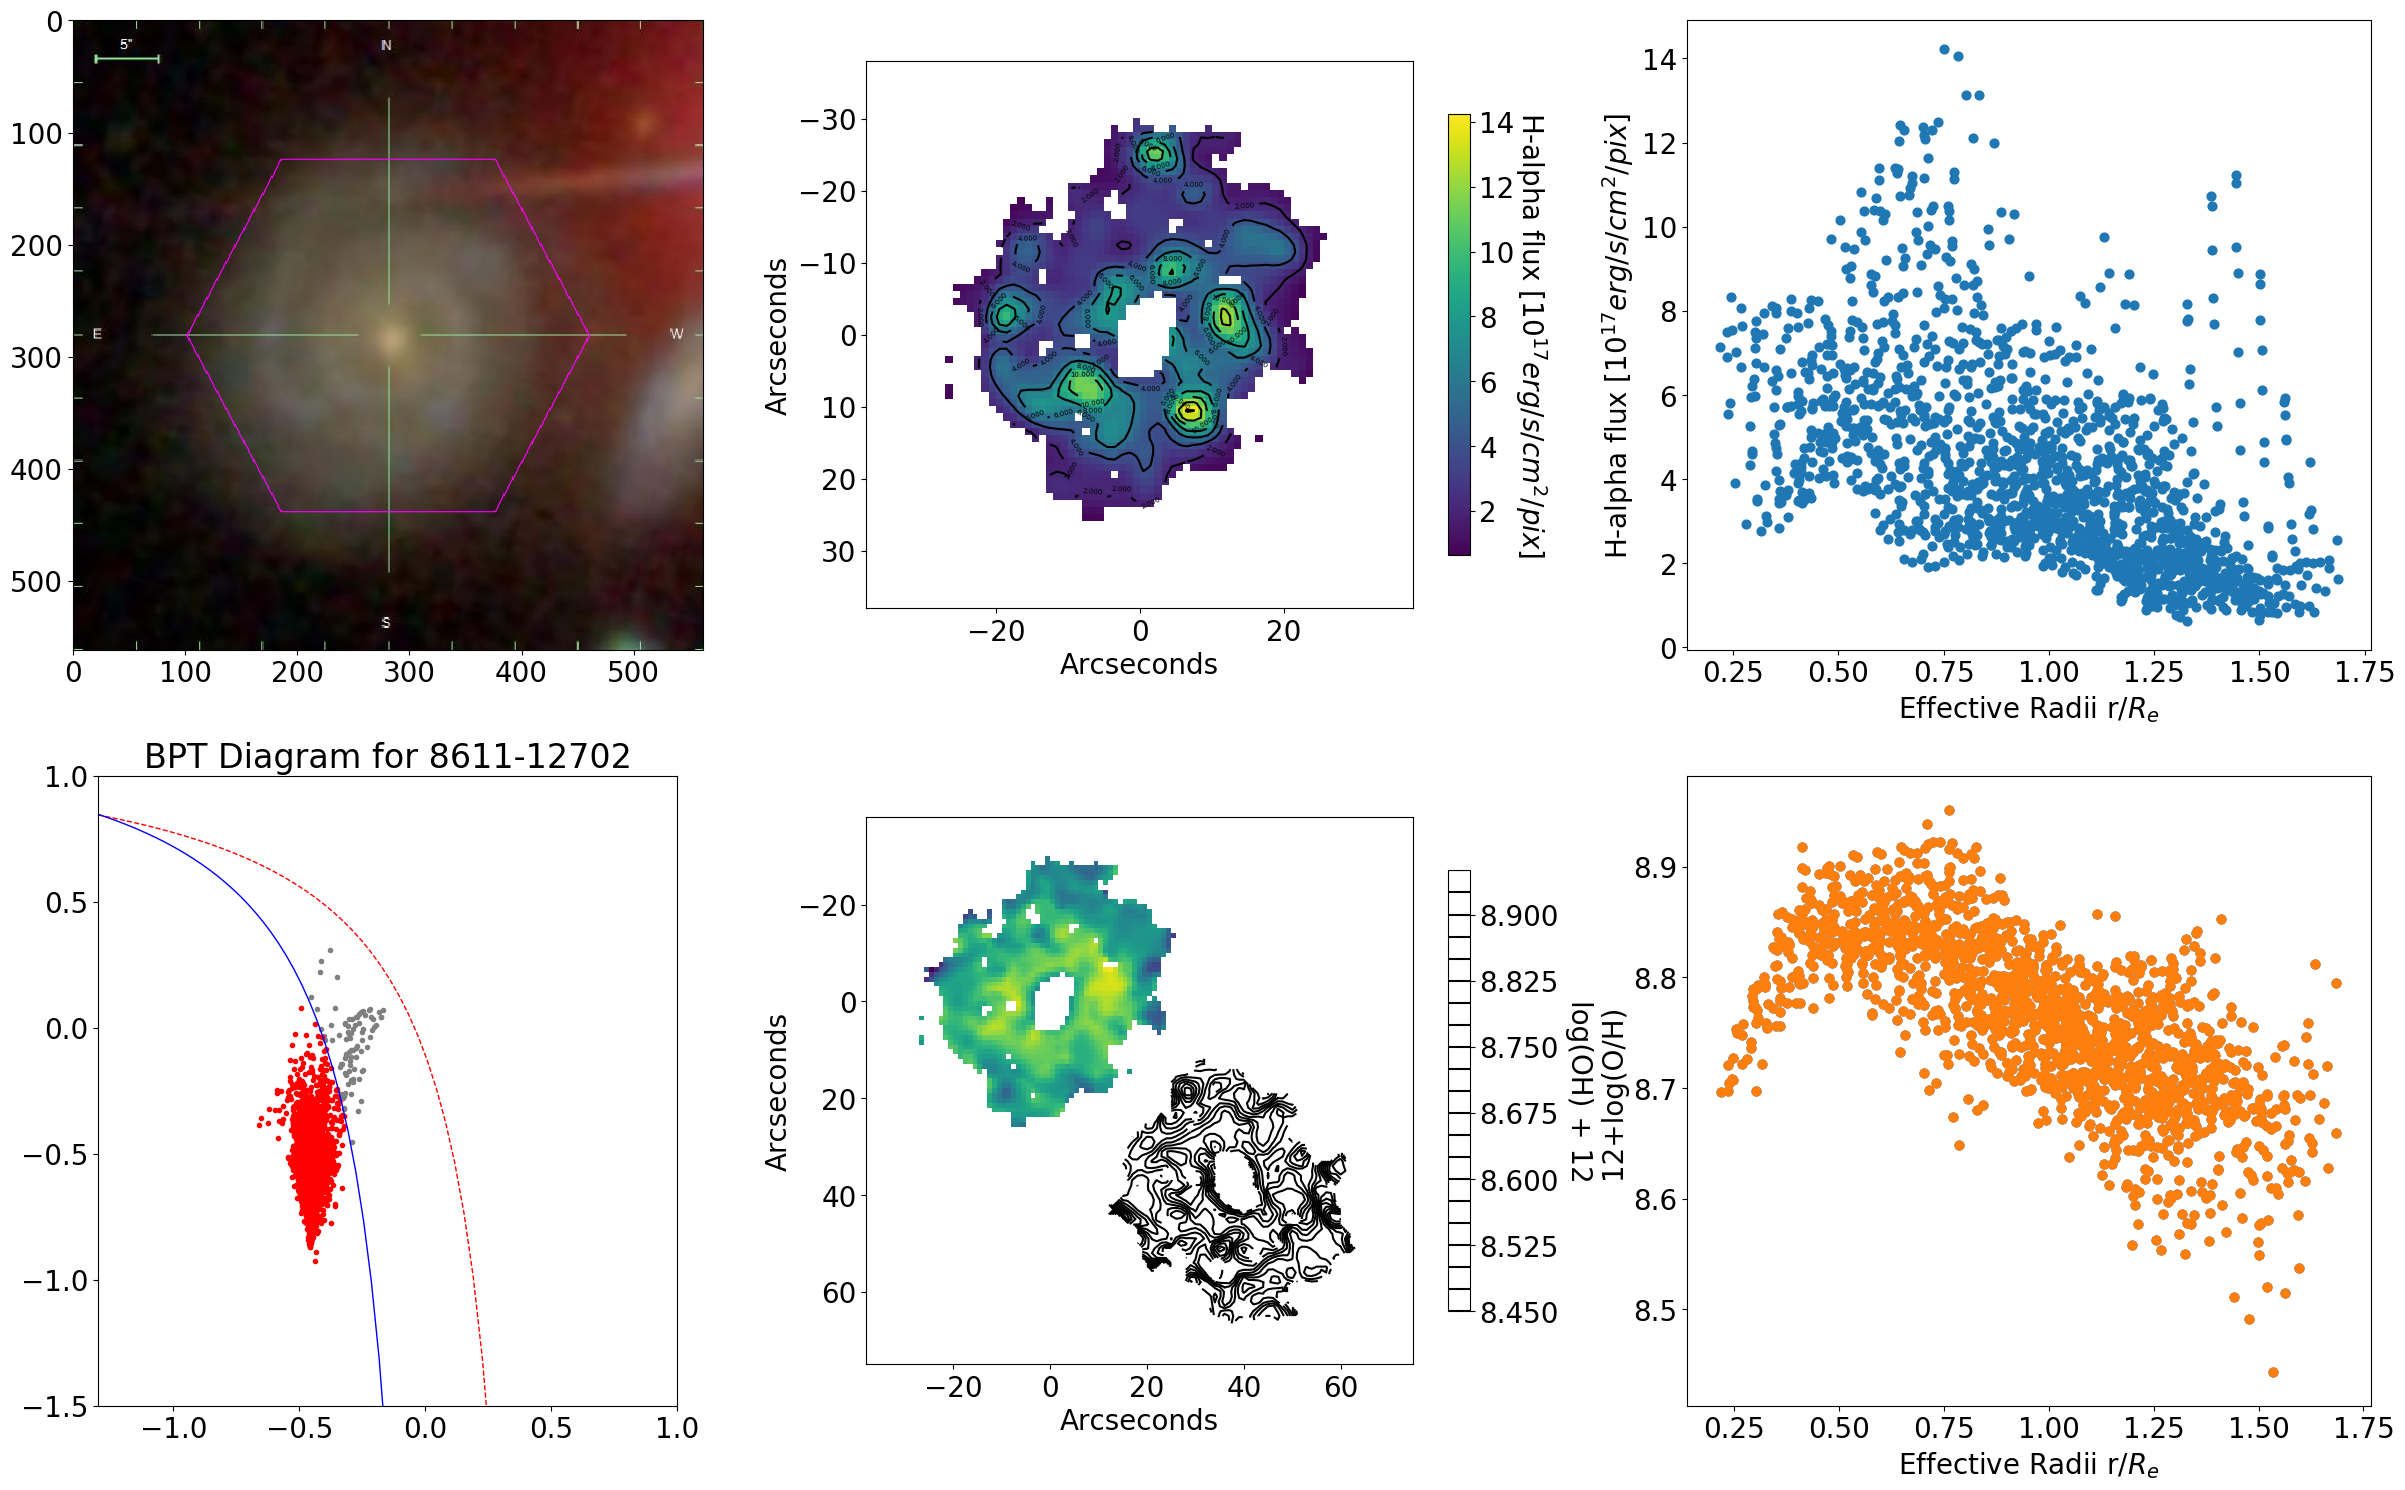 0
100
200
300
400
500
0 100 200 300 400 500
5"
N
E
W
S
Arcseconds
−30
−20
−10
0
10
20
30
−20 0 20
Arcseconds
14
12
10
8
6
4
2
H-alpha flux [10^17 erg/s/cm^2/pix]
H-alpha flux [10^17 erg/s/cm^2/pix]
14
12
10
8
6
4
2
0
0.25 0.50 0.75 1.00 1.25 1.50 1.75
Effective Radii r/R_e
BPT Diagram for 8611-12702
1.0
0.5
0.0
−0.5
−1.0
−1.5
−1.0 −0.5 0.0 0.5 1.0
Arcseconds
−20
0
20
40
60
−20 0 20 40 60
Arcseconds
8.900
8.825
8.750
8.675
8.600
8.525
8.450
12 + log(O/H)
12+log(O/H)
8.9
8.8
8.7
8.6
8.5
0.25 0.50 0.75 1.00 1.25 1.50 1.75
Effective Radii r/R_e